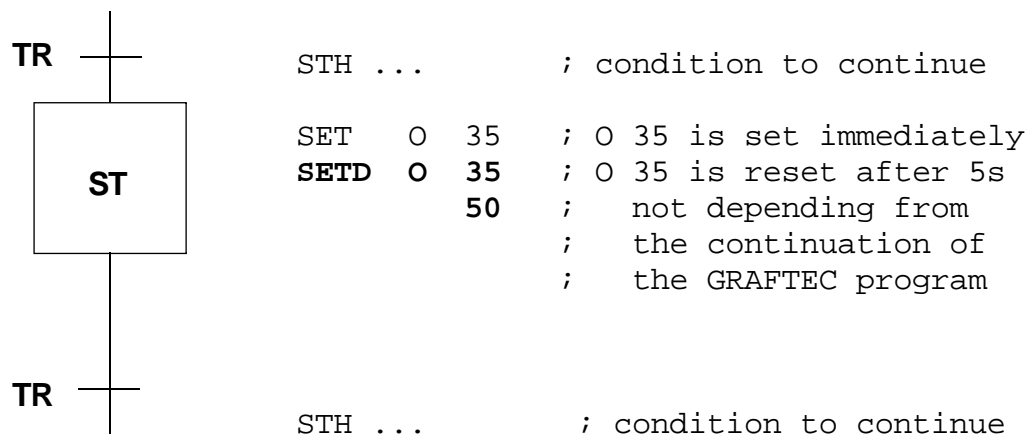 TR
STH ... ; condition to continue
SET O 35 ; O 35 is set immediately
ST
SETD O 35 ; O 35 is reset after 5s
50 ; not depending from
; the continuation of
; the GRAFTEC program
TR
STH ... ; condition to continue